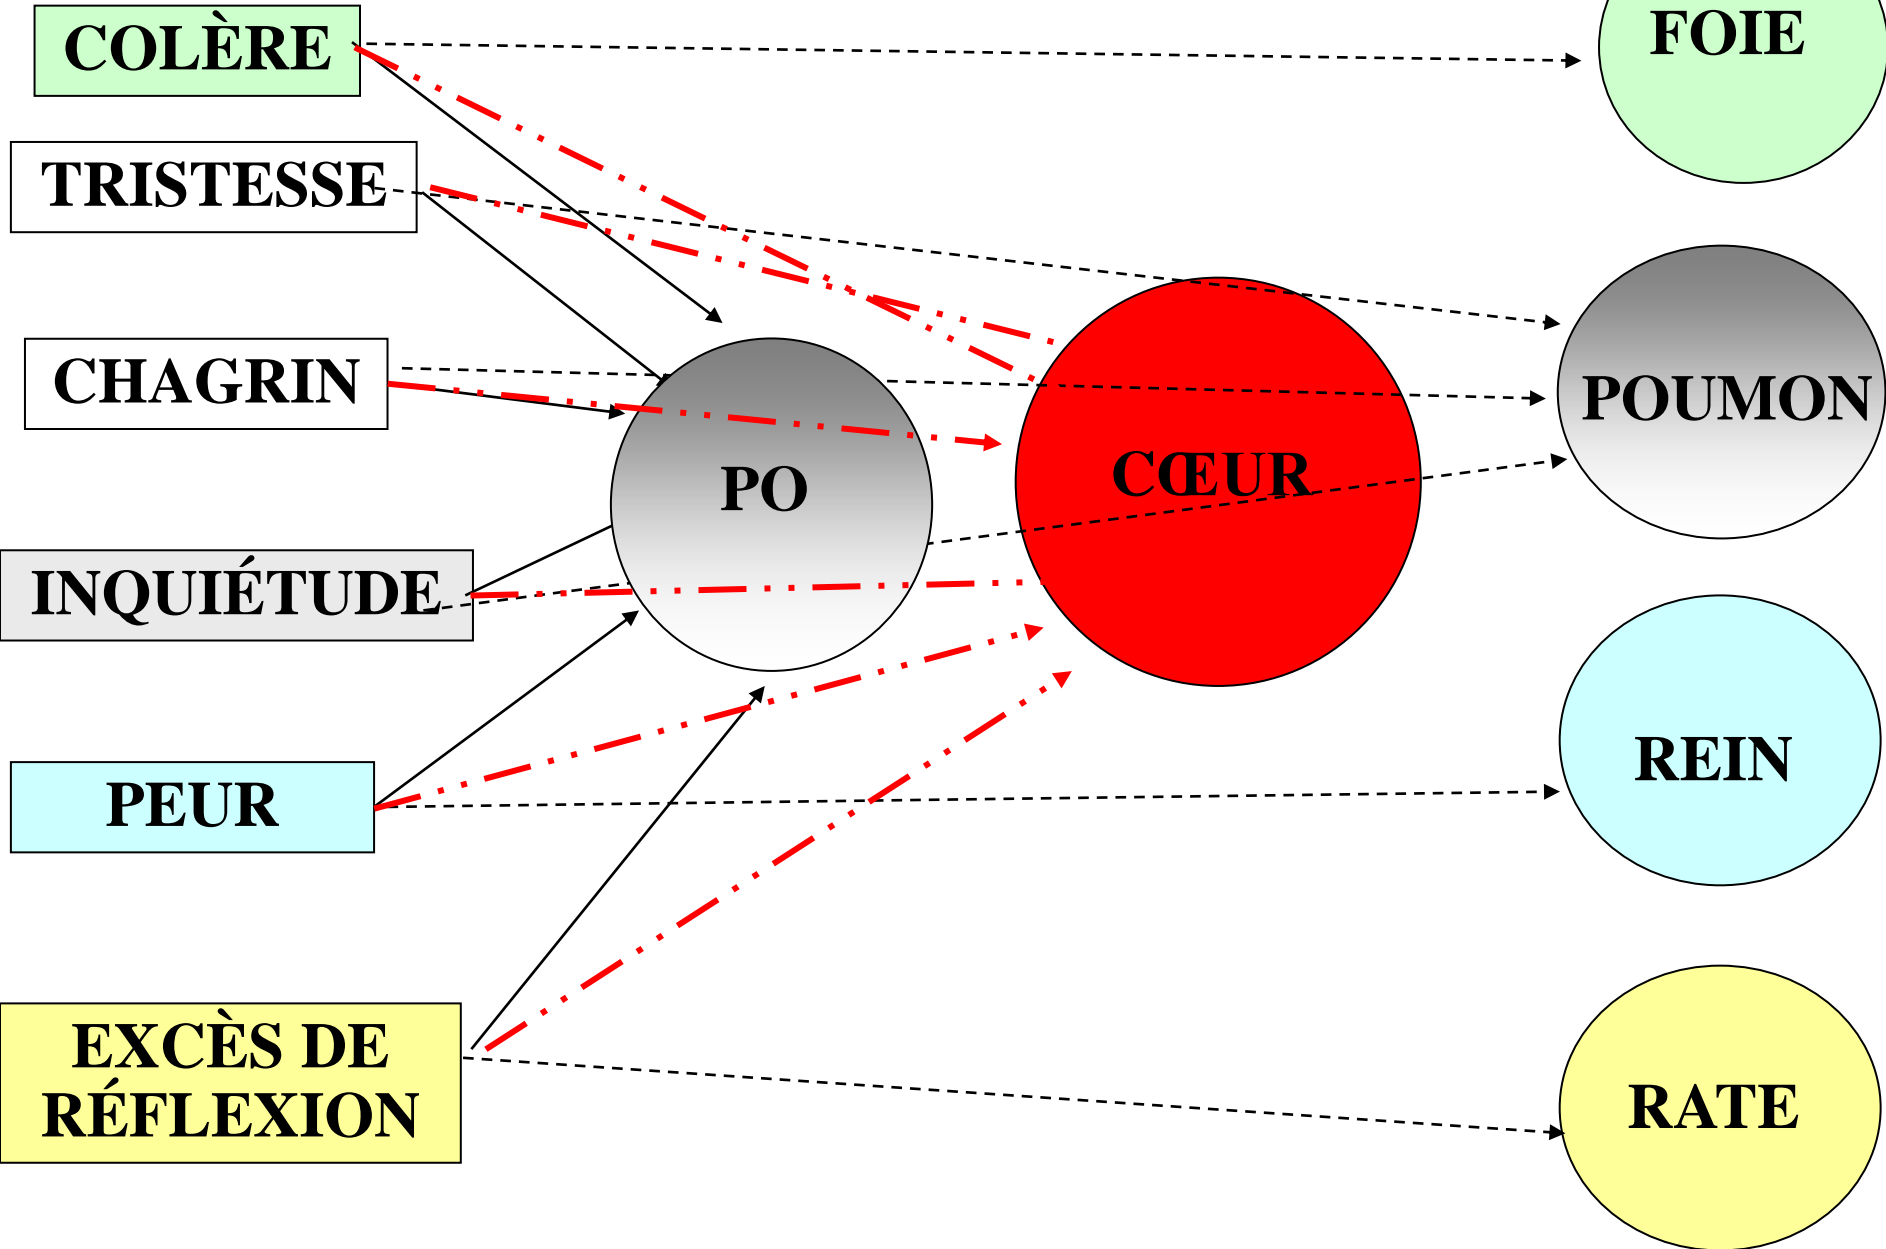 COLÈRE
FOIE
TRISTESSE
CHAGRIN
POUMON
PO
CŒUR
INQUIÉTUDE
PEUR
REIN
EXCÈS DE
RÉFLEXION
RATE